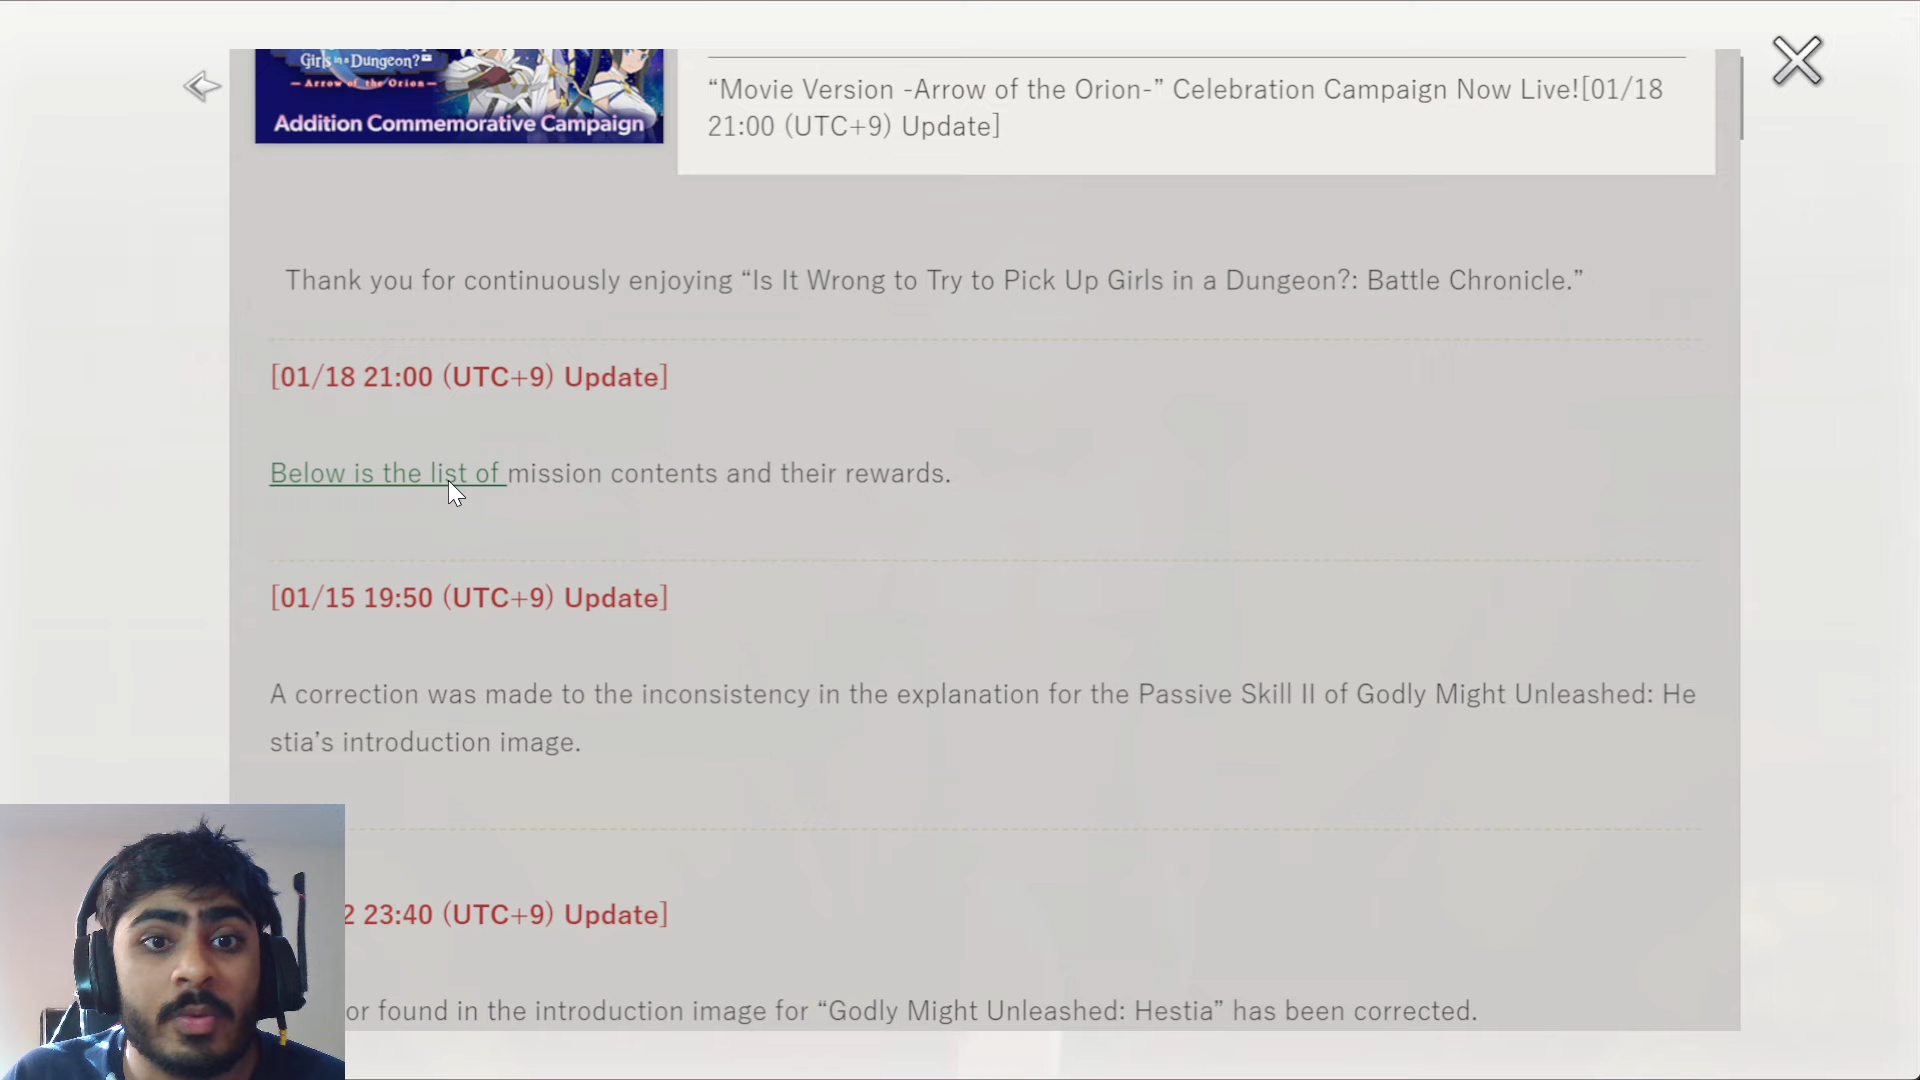 Girls in a Dungeon?
– Arrow of the Orion –
Addition Commemorative Campaign
“Movie Version -Arrow of the Orion-” Celebration Campaign Now Live![01/18
21:00 (UTC+9) Update]
Thank you for continuously enjoying “Is It Wrong to Try to Pick Up Girls in a Dungeon?: Battle Chronicle.”
[01/18 21:00 (UTC+9) Update]
Below is the list of mission contents and their rewards.
[01/15 19:50 (UTC+9) Update]
A correction was made to the inconsistency in the explanation for the Passive Skill II of Godly Might Unleashed: He
stia’s introduction image.
2 23:40 (UTC+9) Update]
or found in the introduction image for “Godly Might Unleashed: Hestia” has been corrected.